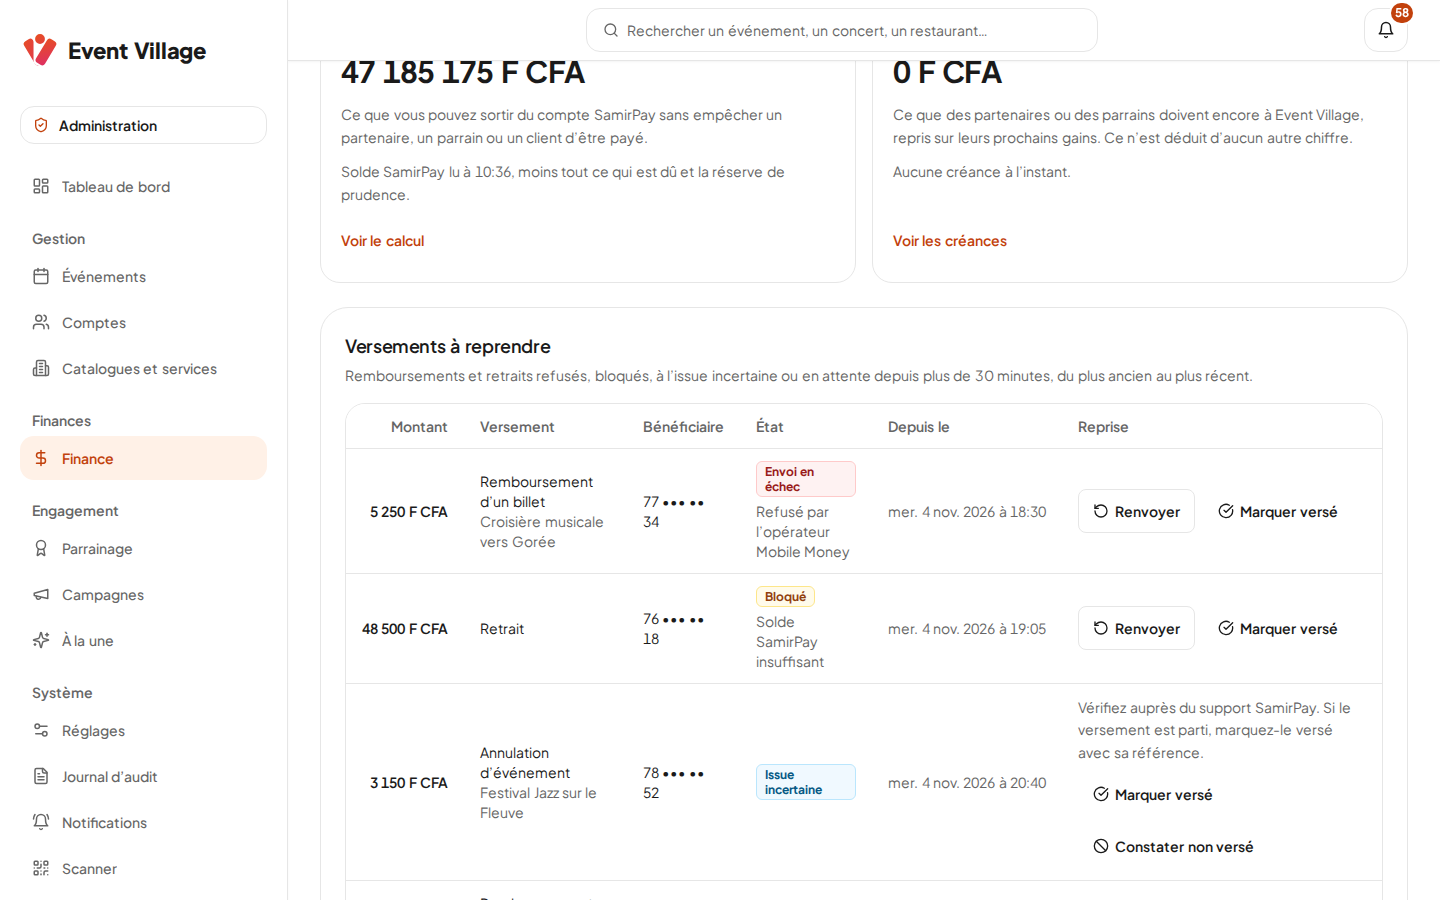 Event Village
Rechercher un événement, un concert, un restaurant…
58
Administration
Tableau de bord
Gestion
Événements
Comptes
Catalogues et services
Finances
Finance
Engagement
Parrainage
Campagnes
À la une
Système
Réglages
Journal d’audit
Notifications
Scanner
47 185 175 F CFA
Ce que vous pouvez sortir du compte SamirPay sans empêcher un
partenaire, un parrain ou un client d’être payé.
Solde SamirPay lu à 10:36, moins tout ce qui est dû et la réserve de
prudence.
Voir le calcul
0 F CFA
Ce que des partenaires ou des parrains doivent encore à Event Village,
repris sur leurs prochains gains. Ce n’est déduit d’aucun autre chiffre.
Aucune créance à l’instant.
Voir les créances
Versements à reprendre
Remboursements et retraits refusés, bloqués, à l’issue incertaine ou en attente depuis plus de 30 minutes, du plus ancien au plus récent.
Montant Versement Bénéficiaire État Depuis le Reprise
5 250 F CFA
Remboursement
d’un billet
Croisière musicale
vers Gorée
77 ••• ••
34
Envoi en
échec
Refusé par
l’opérateur
Mobile Money
mer. 4 nov. 2026 à 18:30
Renvoyer
Marquer versé
48 500 F CFA
Retrait
76 ••• ••
18
Bloqué
Solde
SamirPay
insuffisant
mer. 4 nov. 2026 à 19:05
Renvoyer
Marquer versé
3 150 F CFA
Annulation
d’événement
Festival Jazz sur le
Fleuve
78 ••• ••
52
Issue
incertaine
mer. 4 nov. 2026 à 20:40
Vérifiez auprès du support SamirPay. Si le
versement est parti, marquez-le versé
avec sa référence.
Marquer versé
Constater non versé